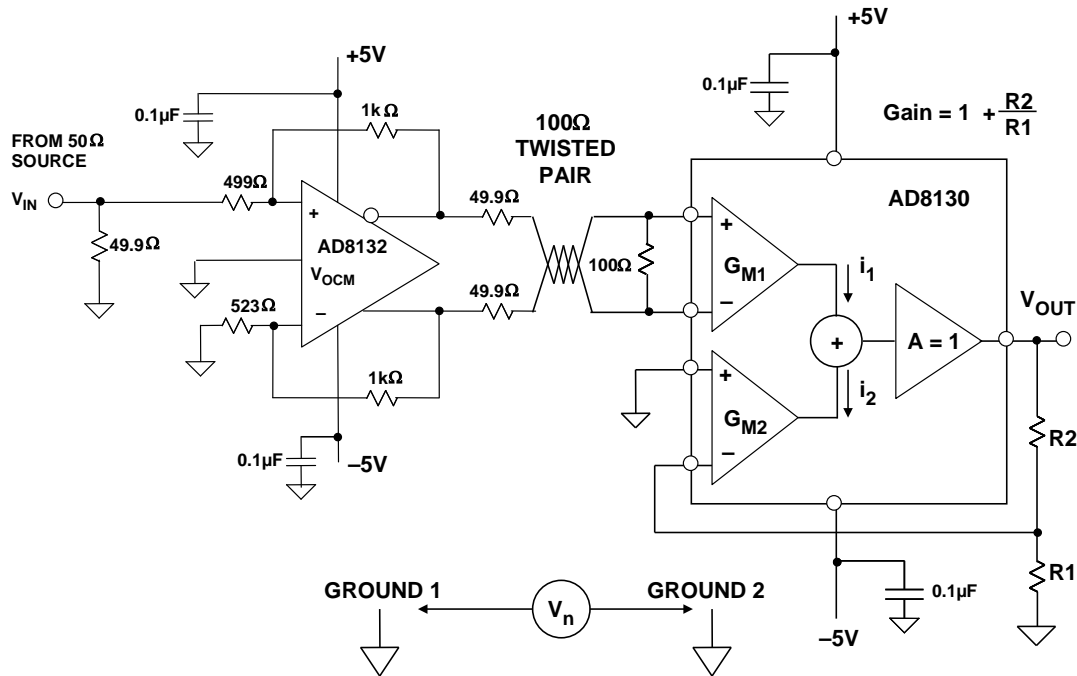 +5V
0.1µF
1kΩ
FROM 50Ω
SOURCE
V_IN
499Ω
49.9Ω
+
AD8132
V_OCM
–
523Ω
1kΩ
0.1µF
–5V
49.9Ω
49.9Ω
100Ω
TWISTED
PAIR
100Ω
+5V
0.1µF
Gain = 1 + R2
R1
AD8130
+
G_M1
–
i_1
+
A = 1
V_OUT
+
G_M2
–
i_2
R2
R1
0.1µF
–5V
GROUND 1
V_n
GROUND 2